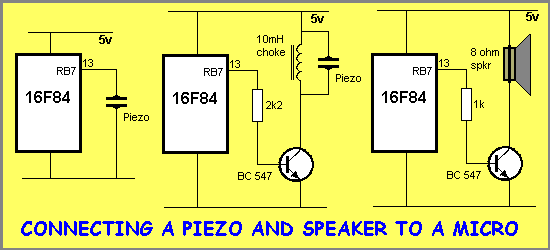 5v
RB7
13
16F84
Piezo
5v
10mH
choke
RB7
13
16F84
Piezo
2k2
BC 547
5v
8 ohm
spkr
RB7
13
16F84
1k
BC 547
CONNECTING A PIEZO AND SPEAKER TO A MICRO